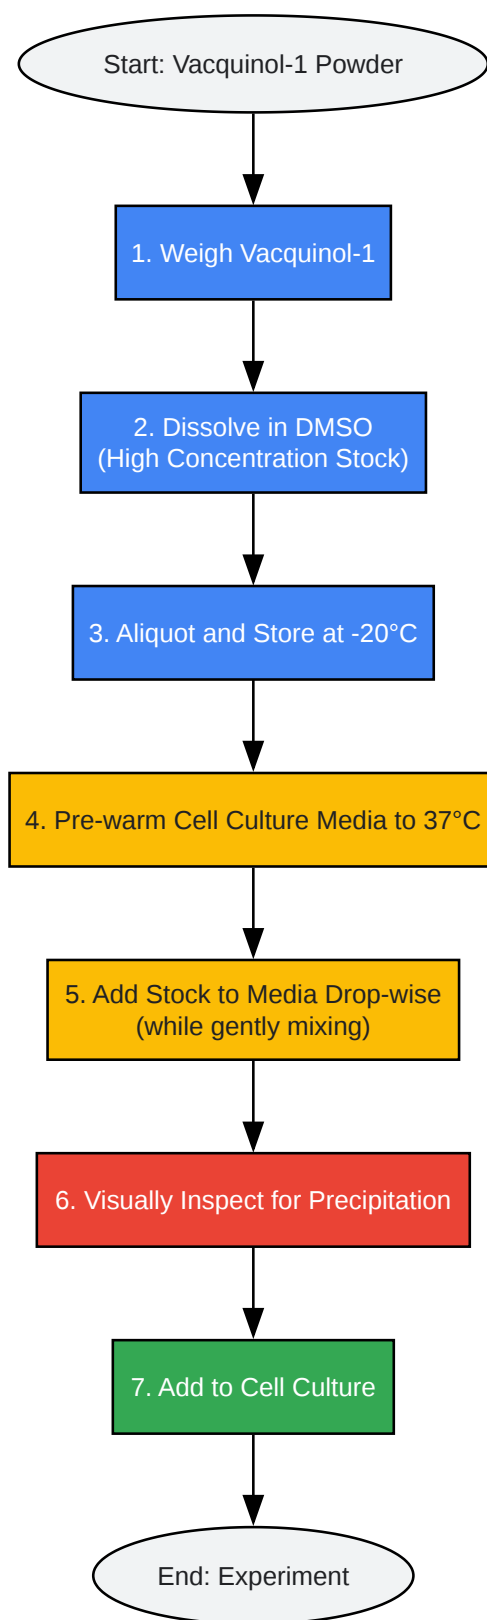 Start: Vacquinol-1 Powder
1. Weigh Vacquinol-1
2. Dissolve in DMSO
(High Concentration Stock)
3. Aliquot and Store at -20°C
4. Pre-warm Cell Culture Media to 37°C
5. Add Stock to Media Drop-wise
(while gently mixing)
6. Visually Inspect for Precipitation
7. Add to Cell Culture
End: Experiment